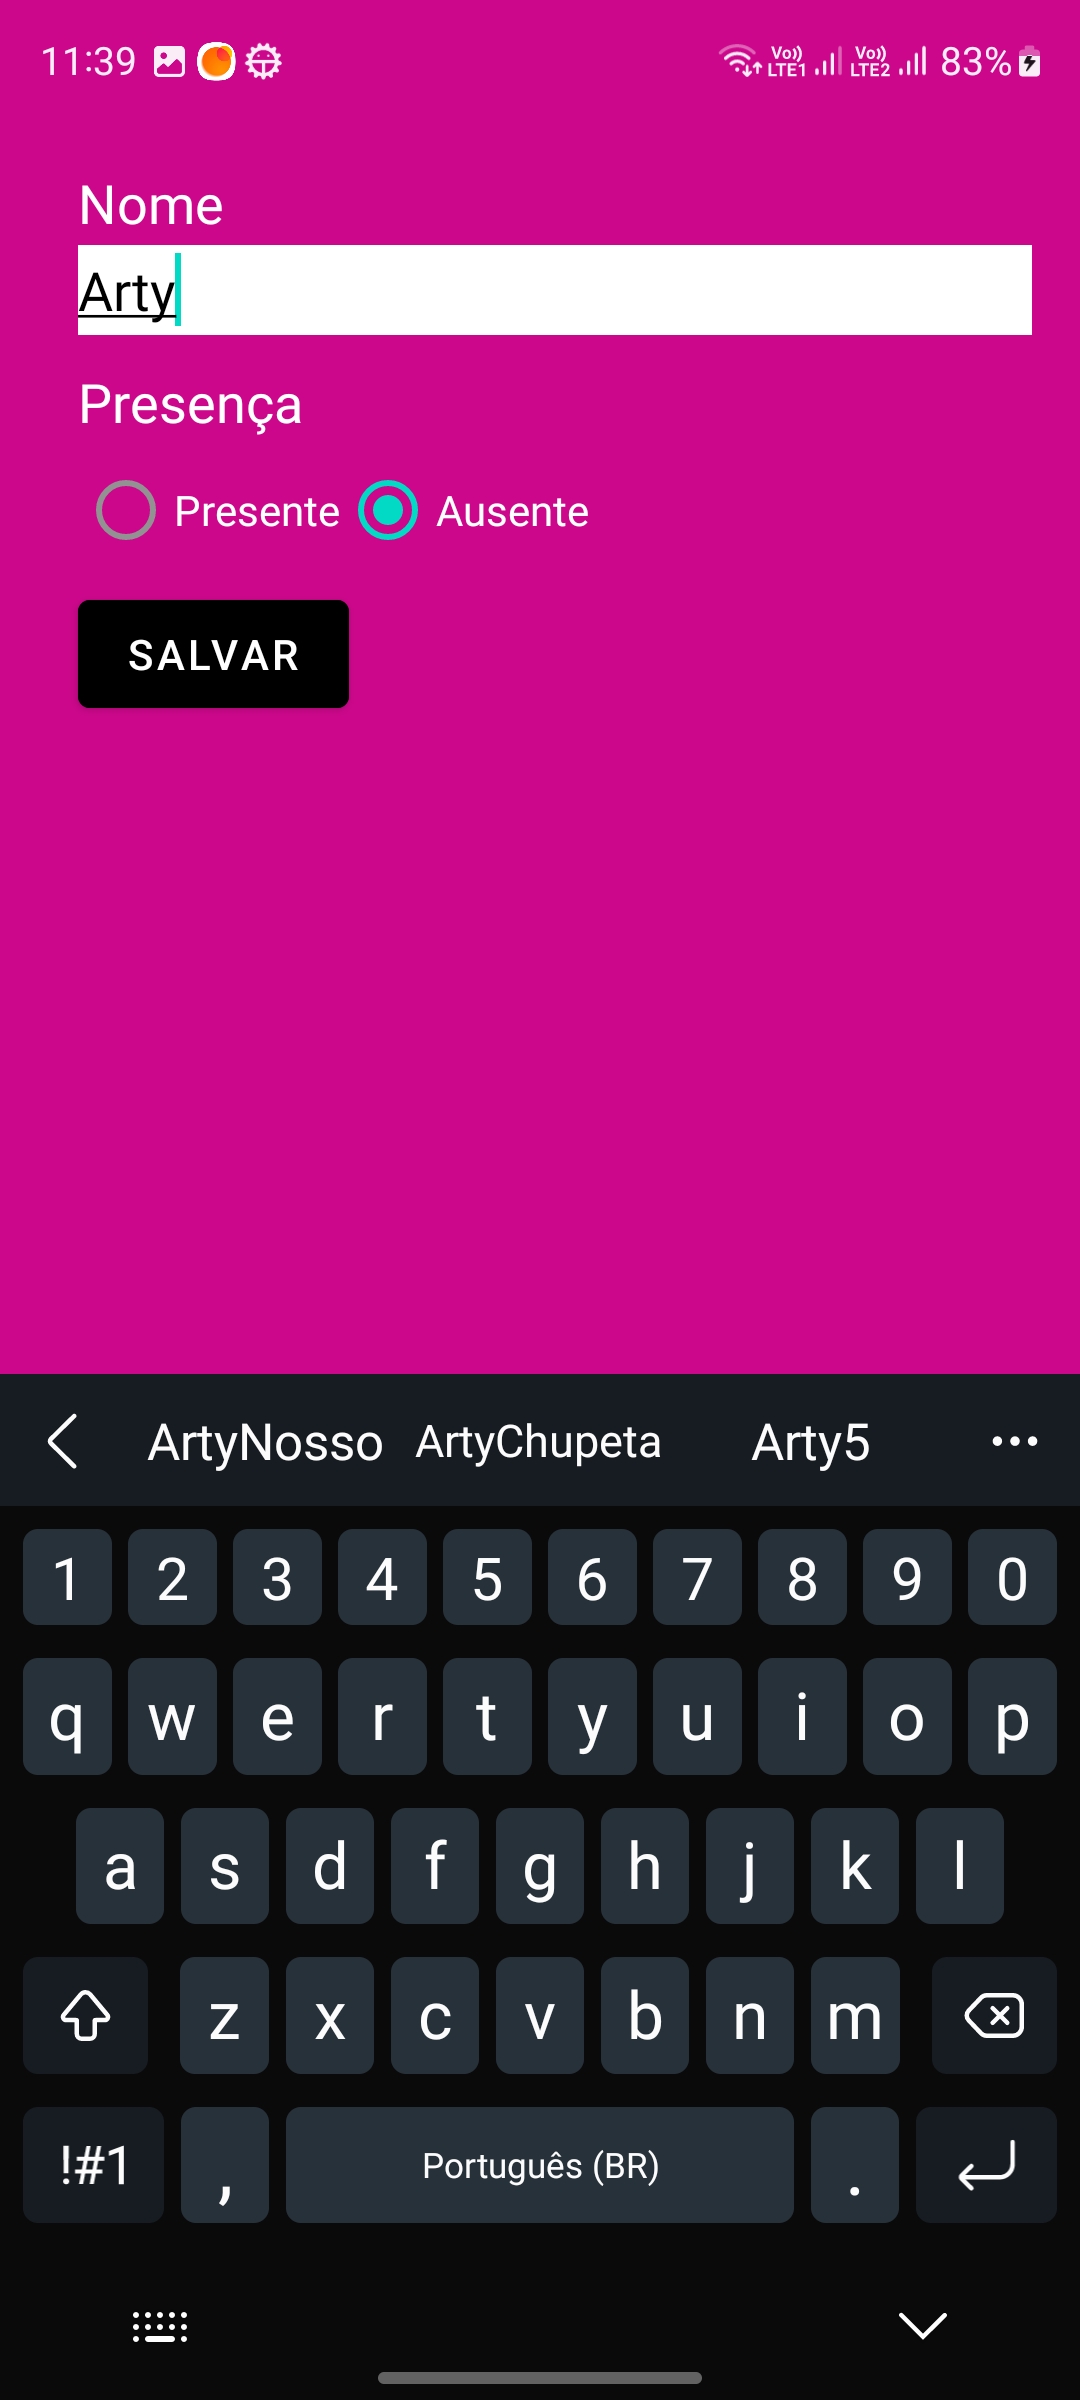 11:39 Vo)) LTE1 Vo)) LTE2 83%
Nome
Arty
Presença
Presente Ausente
SALVAR
ArtyNosso ArtyChupeta Arty5 ...
1 2 3 4 5 6 7 8 9 0
q w e r t y u i o p
a s d f g h j k l
z x c v b n m
!#1 , Português (BR) .